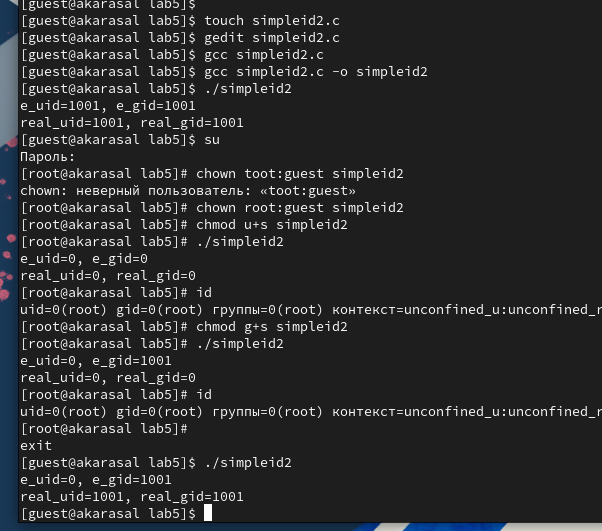 [guest@akarasal lab5]$
[guest@akarasal lab5]$ touch simpleid2.c
[guest@akarasal lab5]$ gedit simpleid2.c
[guest@akarasal lab5]$ gcc simpleid2.c
[guest@akarasal lab5]$ gcc simpleid2.c -o simpleid2
[guest@akarasal lab5]$ ./simpleid2
e_uid=1001, e_gid=1001
real_uid=1001, real_gid=1001
[guest@akarasal lab5]$ su
Пароль:
[root@akarasal lab5]# chown toot:guest simpleid2
chown: неверный пользователь: «toot:guest»
[root@akarasal lab5]# chown root:guest simpleid2
[root@akarasal lab5]# chmod u+s simpleid2
[root@akarasal lab5]# ./simpleid2
e_uid=0, e_gid=0
real_uid=0, real_gid=0
[root@akarasal lab5]# id
uid=0(root) gid=0(root) группы=0(root) контекст=unconfined_u:unconfined_r
[root@akarasal lab5]# chmod g+s simpleid2
[root@akarasal lab5]# ./simpleid2
e_uid=0, e_gid=1001
real_uid=0, real_gid=0
[root@akarasal lab5]# id
uid=0(root) gid=0(root) группы=0(root) контекст=unconfined_u:unconfined_r
[root@akarasal lab5]#
exit
[guest@akarasal lab5]$ ./simpleid2
e_uid=0, e_gid=1001
real_uid=1001, real_gid=1001
[guest@akarasal lab5]$